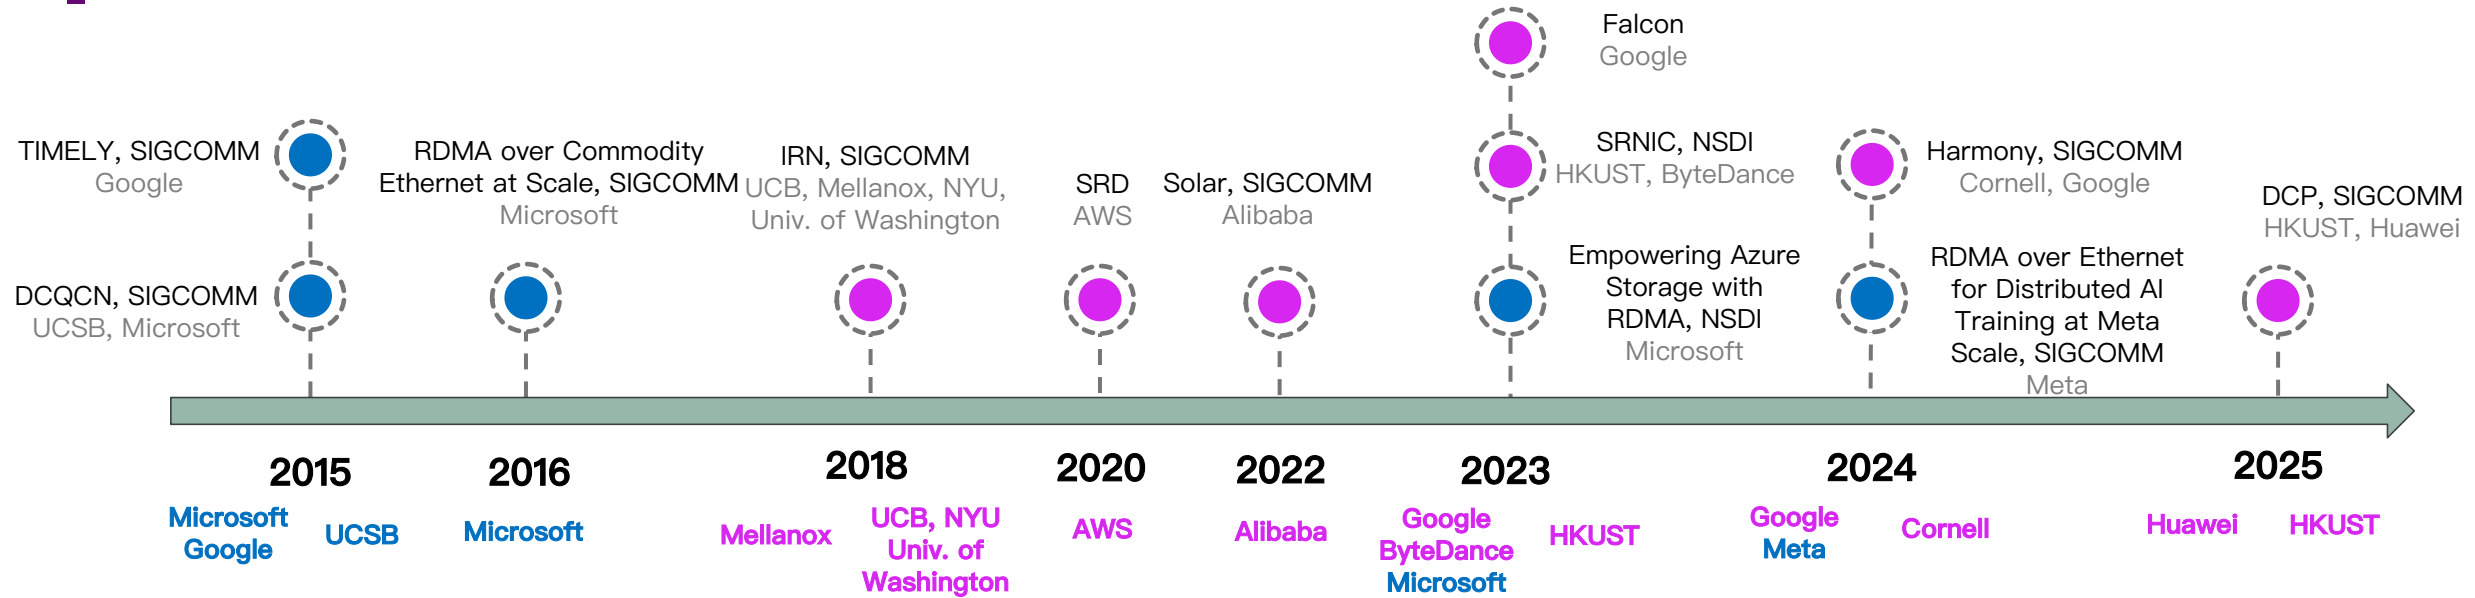 TIMELY, SIGCOMM
Google
DCQCN, SIGCOMM
UCSB, Microsoft
RDMA over Commodity
Ethernet at Scale, SIGCOMM
Microsoft
IRN, SIGCOMM
UCB, Mellanox, NYU,
Univ. of Washington
SRD
AWS
Solar, SIGCOMM
Alibaba
Falcon
Google
SRNIC, NSDI
HKUST, ByteDance
Empowering Azure
Storage with
RDMA, NSDI
Microsoft
Harmony, SIGCOMM
Cornell, Google
RDMA over Ethernet
for Distributed AI
Training at Meta
Scale, SIGCOMM
Meta
DCP, SIGCOMM
HKUST, Huawei
2015
2016
2018
2020
2022
2023
2024
2025
Microsoft
Google
UCSB
Microsoft
Mellanox
UCB, NYU
Univ. of
Washington
AWS
Alibaba
Google
ByteDance
Microsoft
HKUST
Google
Meta
Cornell
Huawei
HKUST